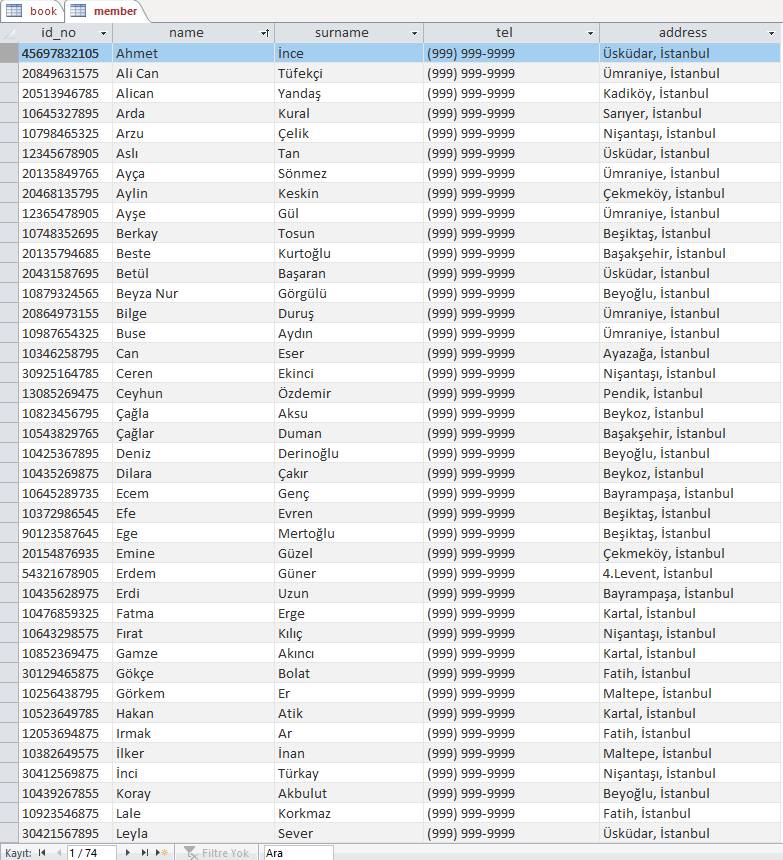 book member
id_no name surname tel address
45697832105 Ahmet İnce (999) 999-9999 Üsküdar, İstanbul
20849631575 Ali Can Tüfekçi (999) 999-9999 Ümraniye, İstanbul
20513946785 Alican Yandaş (999) 999-9999 Kadiköy, İstanbul
10645327895 Arda Kural (999) 999-9999 Sarıyer, İstanbul
10798465325 Arzu Çelik (999) 999-9999 Nişantaşı, İstanbul
12345678905 Aslı Tan (999) 999-9999 Üsküdar, İstanbul
20135849765 Ayça Sönmez (999) 999-9999 Ümraniye, İstanbul
20468135795 Aylin Keskin (999) 999-9999 Çekmeköy, İstanbul
12365478905 Ayşe Gül (999) 999-9999 Ümraniye, İstanbul
10748352695 Berkay Tosun (999) 999-9999 Beşiktaş, İstanbul
20135794685 Beste Kurtoğlu (999) 999-9999 Başakşehir, İstanbul
20431587695 Betül Başaran (999) 999-9999 Üsküdar, İstanbul
10879324565 Beyza Nur Görgülü (999) 999-9999 Beyoğlu, İstanbul
20864973155 Bilge Duruş (999) 999-9999 Ümraniye, İstanbul
10987654325 Buse Aydın (999) 999-9999 Ümraniye, İstanbul
10346258795 Can Eser (999) 999-9999 Ayazağa, İstanbul
30925164785 Ceren Ekinci (999) 999-9999 Nişantaşı, İstanbul
13085269475 Ceyhun Özdemir (999) 999-9999 Pendik, İstanbul
10823456795 Çağla Aksu (999) 999-9999 Beykoz, İstanbul
10543829765 Çağlar Duman (999) 999-9999 Başakşehir, İstanbul
10425367895 Deniz Derinoğlu (999) 999-9999 Beyoğlu, İstanbul
10435269875 Dilara Çakır (999) 999-9999 Beykoz, İstanbul
10645289735 Ecem Genç (999) 999-9999 Bayrampaşa, İstanbul
10372986545 Efe Evren (999) 999-9999 Beşiktaş, İstanbul
90123587645 Ege Mertoğlu (999) 999-9999 Beşiktaş, İstanbul
20154876935 Emine Güzel (999) 999-9999 Çekmeköy, İstanbul
54321678905 Erdem Güner (999) 999-9999 4.Levent, İstanbul
10435628975 Erdi Uzun (999) 999-9999 Bayrampaşa, İstanbul
10476859325 Fatma Erge (999) 999-9999 Kartal, İstanbul
10643298575 Fırat Kılıç (999) 999-9999 Nişantaşı, İstanbul
10852369475 Gamze Akıncı (999) 999-9999 Kartal, İstanbul
30129465875 Gökçe Bolat (999) 999-9999 Fatih, İstanbul
10256438795 Görkem Er (999) 999-9999 Maltepe, İstanbul
10523649785 Hakan Atik (999) 999-9999 Kartal, İstanbul
12053694875 Irmak Ar (999) 999-9999 Fatih, İstanbul
10382649575 İlker İnan (999) 999-9999 Maltepe, İstanbul
30412569875 İnci Türkay (999) 999-9999 Nişantaşı, İstanbul
10439267855 Koray Akbulut (999) 999-9999 Beyoğlu, İstanbul
10923546875 Lale Korkmaz (999) 999-9999 Fatih, İstanbul
30421567895 Leyla Sever (999) 999-9999 Üsküdar, İstanbul
Kayıt: 1 / 74 Filtre Yok Ara